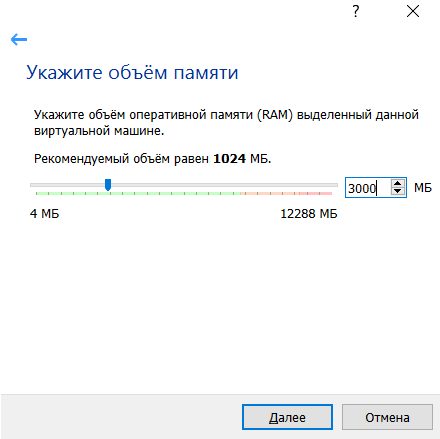 ?
Укажите объём памяти
Укажите объём оперативной памяти (RAM) выделенный данной
виртуальной машине.
Рекомендуемый объём равен 1024 МБ.
3000 МБ
4 МБ 12288 МБ
Далее Отмена